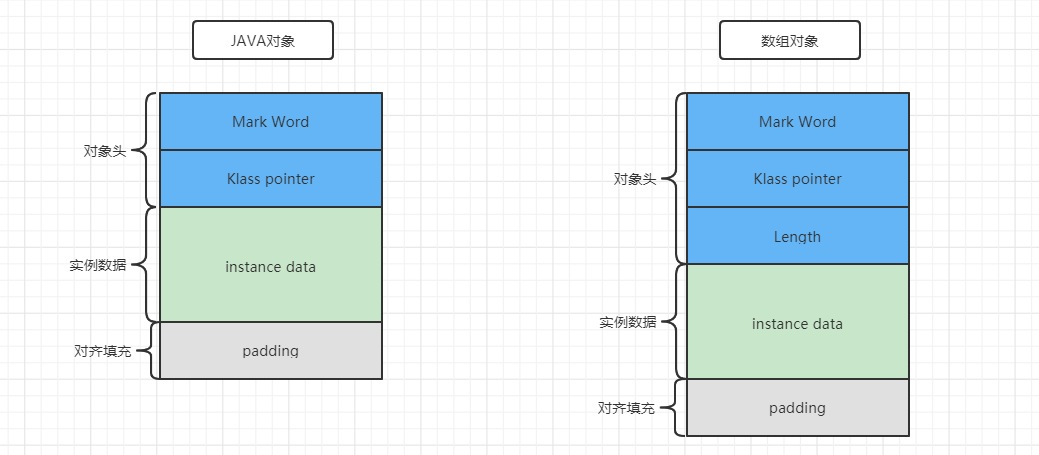 JAVA对象
对象头
Mark Word
Klass pointer
实例数据
instance data
对齐填充
padding
数组对象
对象头
Mark Word
Klass pointer
Length
实例数据
instance data
对齐填充
padding